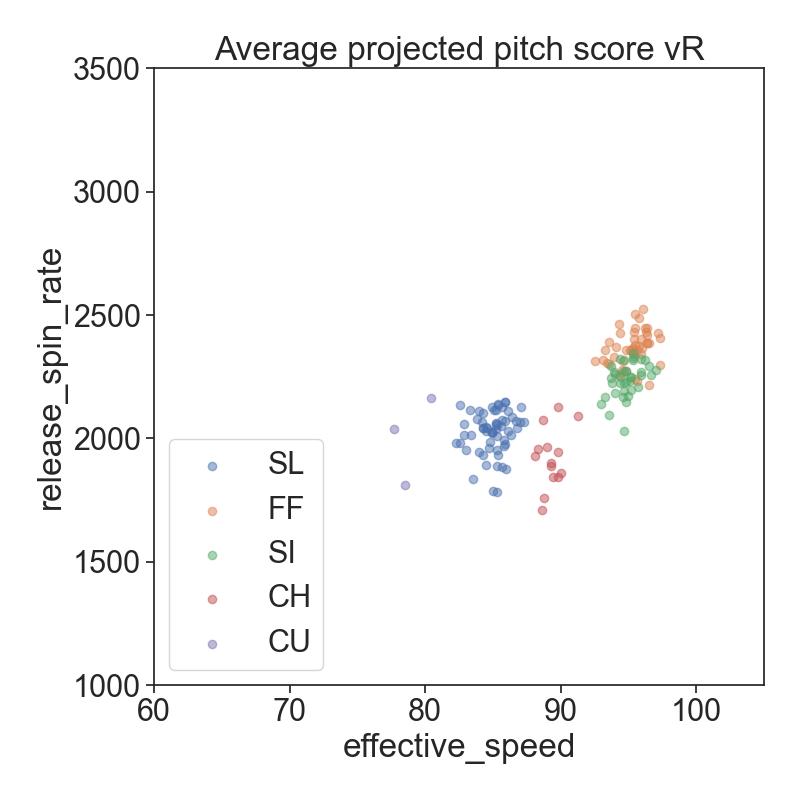 Average projected pitch score vR
3500
3000
2500
2000
1500
1000
release_spin_rate
SL
FF
SI
CH
CU
60
70
80
90
100
effective_speed